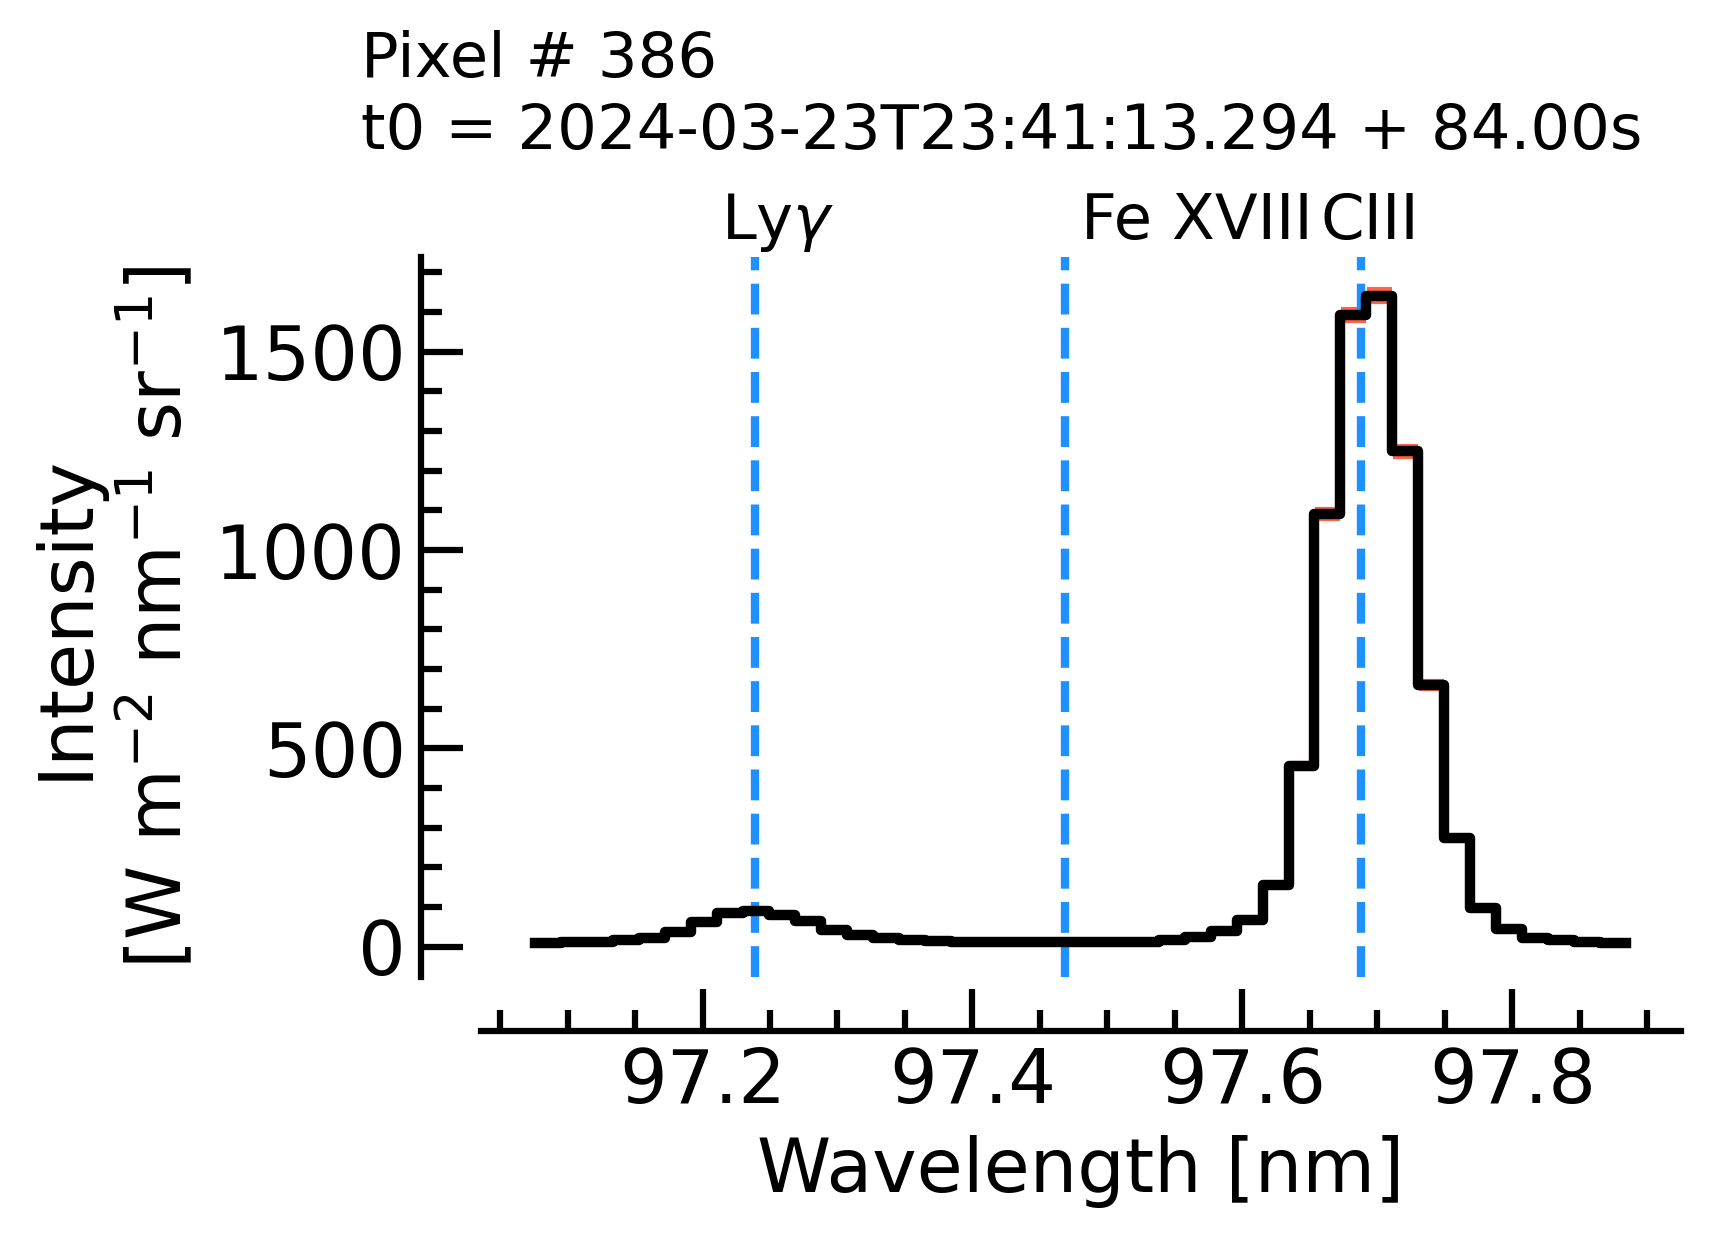 Pixel # 386
t0 = 2024-03-23T23:41:13.294 + 84.00s
Lyγ Fe XVIII CIII
Intensity
[W m⁻² nm⁻¹ sr⁻¹]
1500
1000
500
0
97.2 97.4 97.6 97.8
Wavelength [nm]